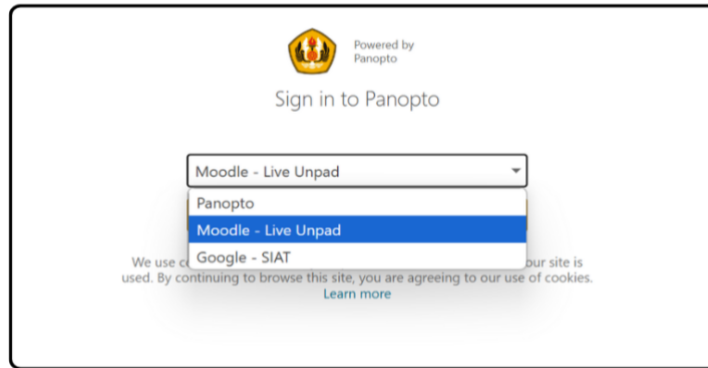 Powered by
Panopto
Sign in to Panopto
Moodle - Live Unpad
Panopto
Moodle - Live Unpad
Google - SIAT
We use our site is
used. By continuing to browse this site, you are agreeing to our use of cookies.
Learn more